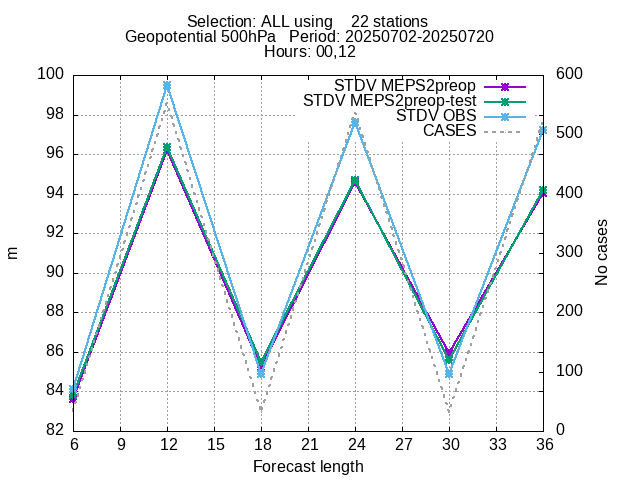 Selection: ALL using    22 stations
Geopotential 500hPa   Period: 20250702-20250720
Hours: 00,12
STDV MEPS2preop
STDV MEPS2preop-test
STDV OBS
CASES
100
98
96
94
92
90
88
86
84
82
600
500
400
300
200
100
0
m
No cases
6 9 12 15 18 21 24 27 30 33 36
Forecast length